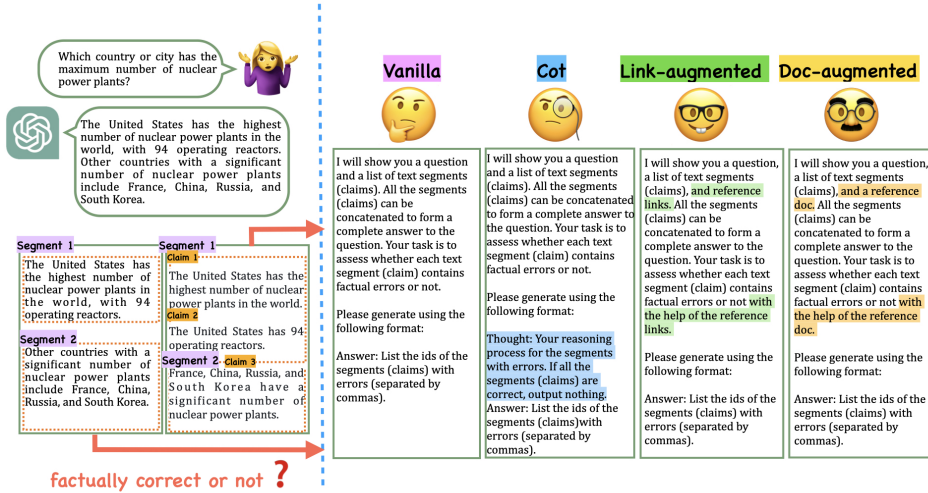 Which country or city has the
maximum number of nuclear
power plants?
The United States has the highest
number of nuclear power plants in the
world, with 94 operating reactors.
Other countries with a significant
number of nuclear power plants
include France, China, Russia, and
South Korea.
Segment 1
The United States has
the highest number of
nuclear power plants in
the world, with 94
operating reactors.
Segment 2
Other countries with a
significant number of
nuclear power plants
include France, China,
Russia, and South Korea.
Segment 1
Claim 1
The United States has the
highest number of nuclear
power plants in the world.
Claim 2
The United States has 94
operating reactors.
Segment 2
Claim 3
France, China, Russia, and
South Korea have a
significant number of
nuclear power plants.
factually correct or not ?
Vanilla
I will show you a question
and a list of text segments
(claims). All the segments
(claims) can be
concatenated to form a
complete answer to the
question. Your task is to
assess whether each text
segment (claim) contains
factual errors or not.
Please generate using the
following format:
Answer: List the ids of the
segments (claims) with
errors (separated by
commas).
Cot
I will show you a question
and a list of text segments
(claims). All the segments
(claims) can be concatenated
to form a complete answer to
the question. Your task is to
assess whether each text
segment (claim) contains
factual errors or not.
Please generate using the
following format:
Thought: Your reasoning
process for the segments
with errors. If all the
segments (claims) are
correct, output nothing.
Answer: List the ids of the
segments (claims)with
errors (separated by
commas).
Link-augmented
I will show you a question,
a list of text segments
(claims), and reference
links. All the segments
(claims) can be
concatenated to form a
complete answer to the
question. Your task is to
assess whether each text
segment (claim) contains
factual errors or not with
the help of the reference
links.
Please generate using the
following format:
Answer: List the ids of the
segments (claims) with
errors (separated by
commas).
Doc-augmented
I will show you a question,
a list of text segments
(claims), and a reference
doc. All the segments
(claims) can be
concatenated to form a
complete answer to the
question. Your task is to
assess whether each text
segment (claim) contains
factual errors or not with
the help of the reference
doc.
Please generate using the
following format:
Answer: List the ids of the
segments (claims) with
errors (separated by
commas).